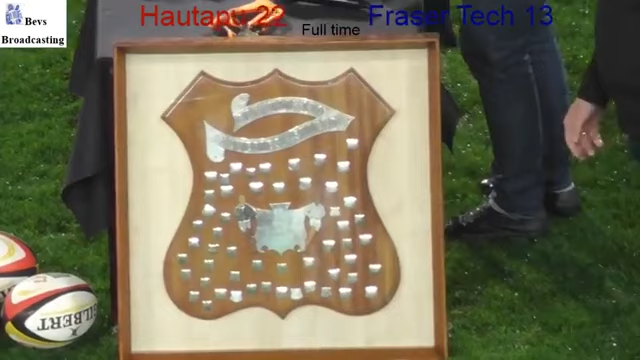 Bevs
Broadcasting
Hautapu 22
Fraser Tech 13
Full time
GILBERT